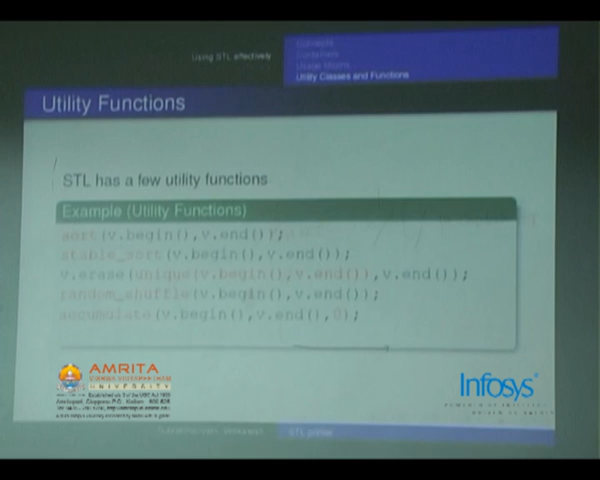 Using STL effectively
Concepts
Containers
Utility Classes and Functions
Utility Functions
STL has a few utility functions
Example (Utility Functions)
sort(v.begin(),v.end());
stable_sort(v.begin(),v.end());
v.erase(unique(v.begin(),v.end()),v.end());
random_shuffle(v.begin(),v.end());
accumulate(v.begin(),v.end(),0);
AMRITA
UNIVERSITY
Infosys
STL primer